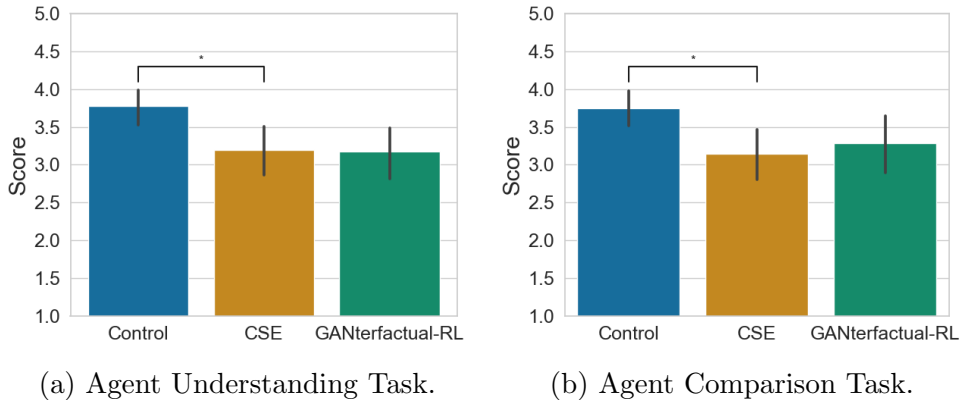 5.0
4.5
4.0
3.5
3.0
2.5
2.0
1.5
1.0
Score
*
Control
CSE
GANterfactual-RL
(a) Agent Understanding Task.
5.0
4.5
4.0
3.5
3.0
2.5
2.0
1.5
1.0
Score
*
Control
CSE
GANterfactual-RL
(b) Agent Comparison Task.